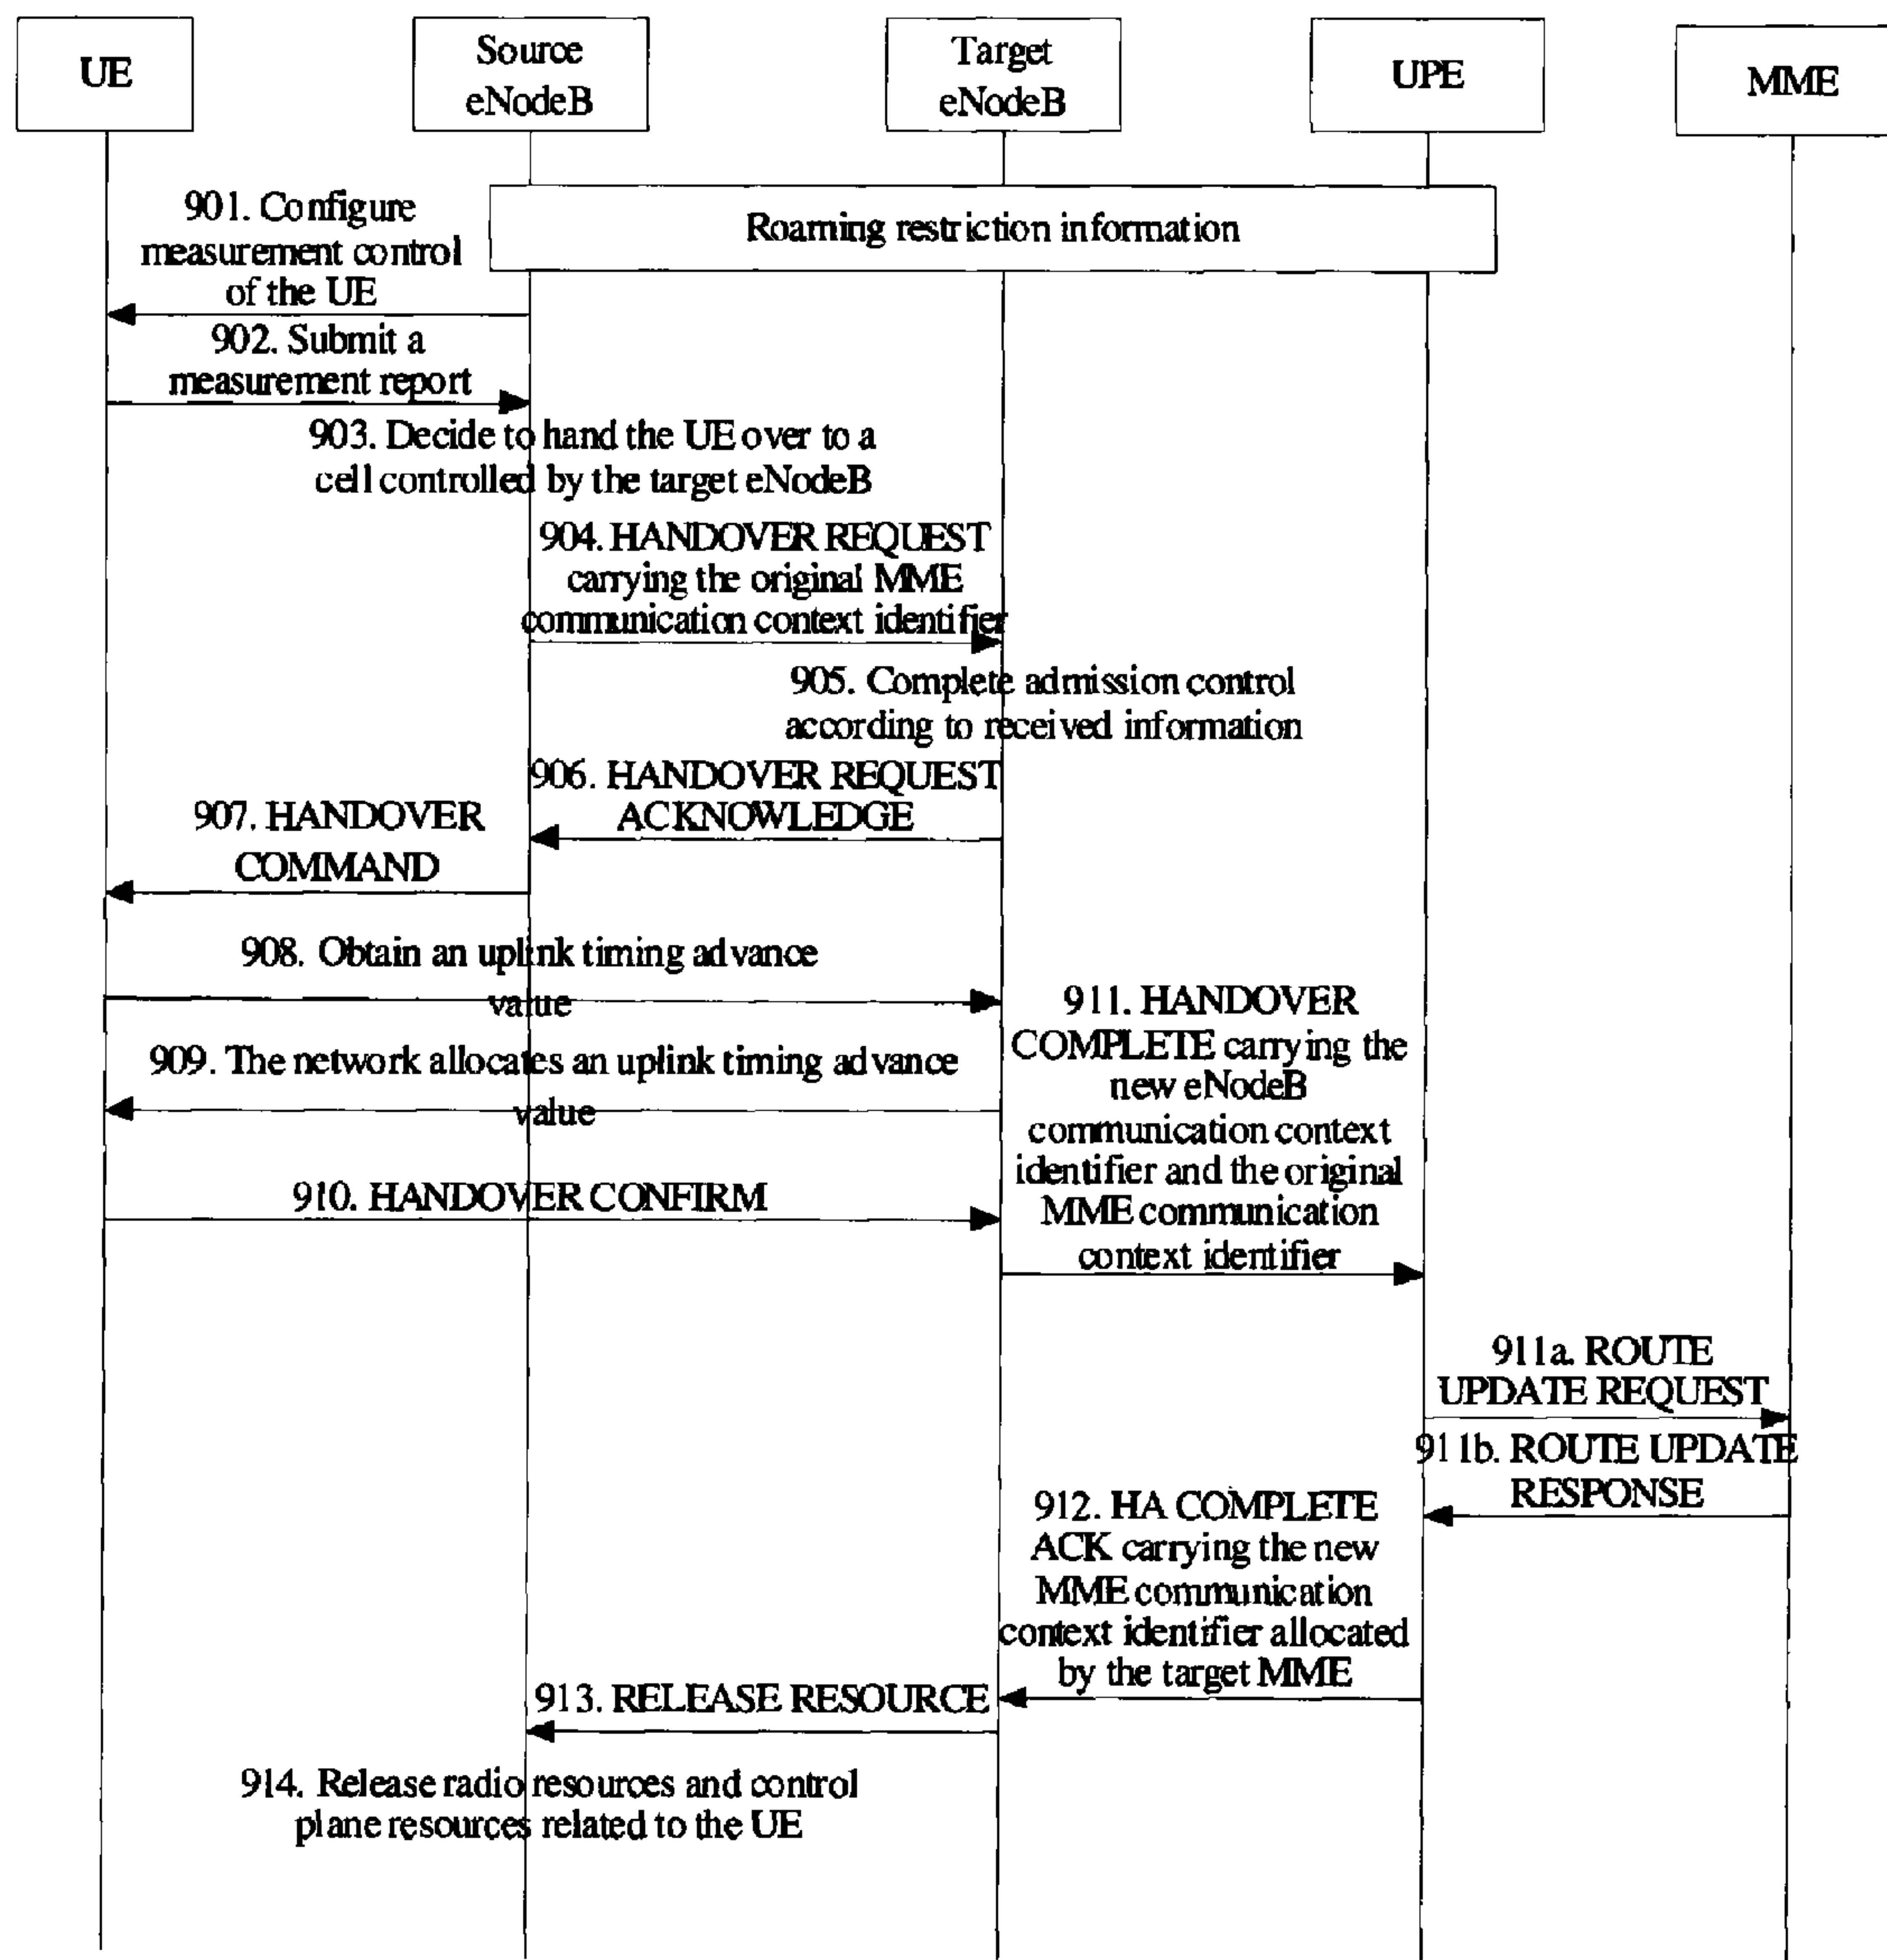 UE
Source
eNodeB
Target
eNodeB
UPE
MME
Roaming restriction information
901. Configure
measurement control
of the UE
902. Submit a
measurement report
903. Decide to hand the UE over to a
cell controlled by the target eNodeB
904. HANDOVER REQUEST
carrying the original MME
communication context identifier
905. Complete admission control
according to received information
906. HANDOVER REQUEST
ACKNOWLEDGE
907. HANDOVER
COMMAND
908. Obtain an uplink timing advance
value
909. The network allocates an uplink timing advance
value
910. HANDOVER CONFIRM
911. HANDOVER
COMPLETE carrying the
new eNodeB
communication context
identifier and the original
MME communication
context identifier
911a. ROUTE
UPDATE REQUEST
911b. ROUTE UPDATE
RESPONSE
912. HA COMPLETE
ACK carrying the new
MME communication
context identifier allocated
by the target MME
913. RELEASE RESOURCE
914. Release radio resources and control
plane resources related to the UE